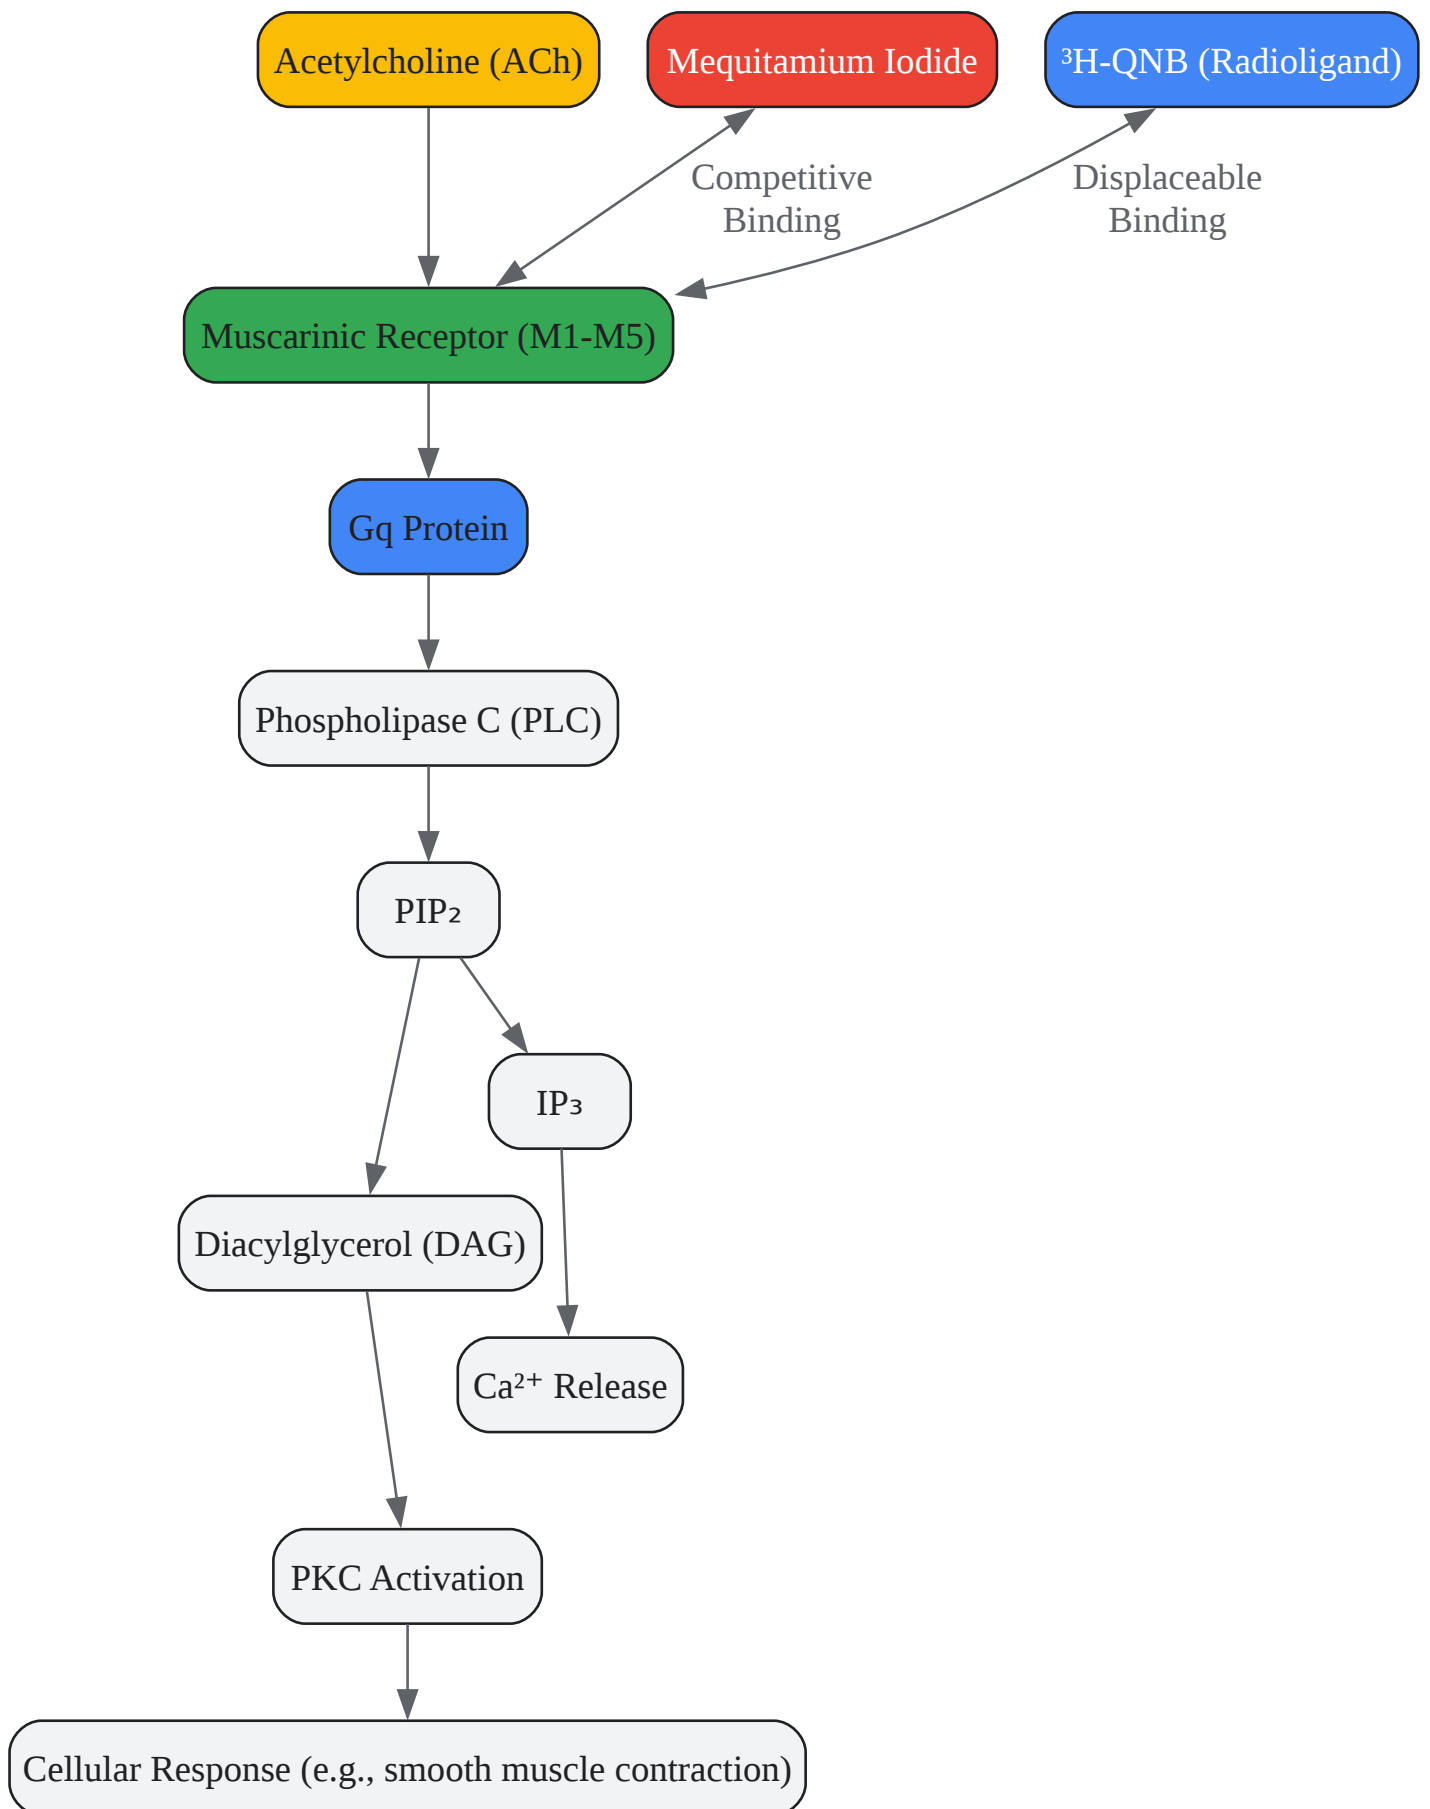 Acetylcholine (ACh)
Mequitamium Iodide
³H-QNB (Radioligand)
Competitive
Binding
Displaceable
Binding
Muscarinic Receptor (M1-M5)
Gq Protein
Phospholipase C (PLC)
PIP₂
IP₃
Diacylglycerol (DAG)
Ca²⁺ Release
PKC Activation
Cellular Response (e.g., smooth muscle contraction)